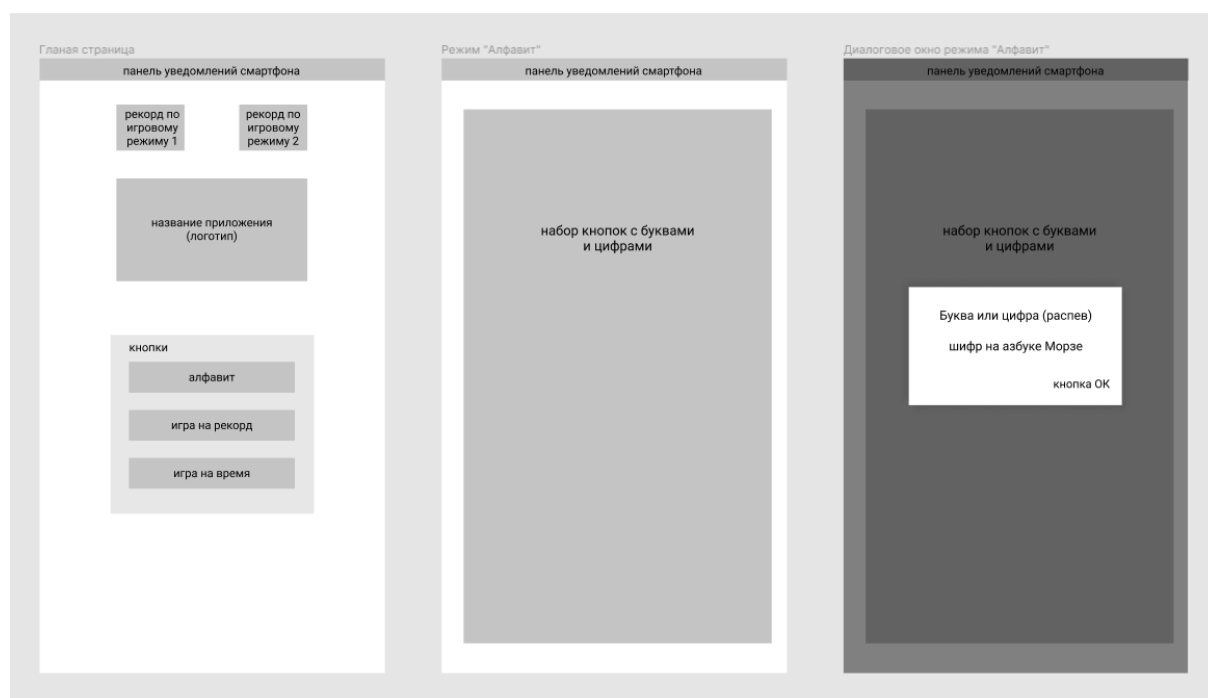 Гланая страница
панель уведомлений смартфона
рекорд по
игровому
режиму 1
рекорд по
игровому
режиму 2
название приложения
(логотип)
кнопки
алфавит
игра на рекорд
игра на время
Режим "Алфавит"
панель уведомлений смартфона
набор кнопок с буквами
и цифрами
Диалоговое окно режима "Алфавит"
панель уведомлений смартфона
набор кнопок с буквами
и цифрами
Буква или цифра (распев)
шифр на азбуке Морзе
кнопка ОК